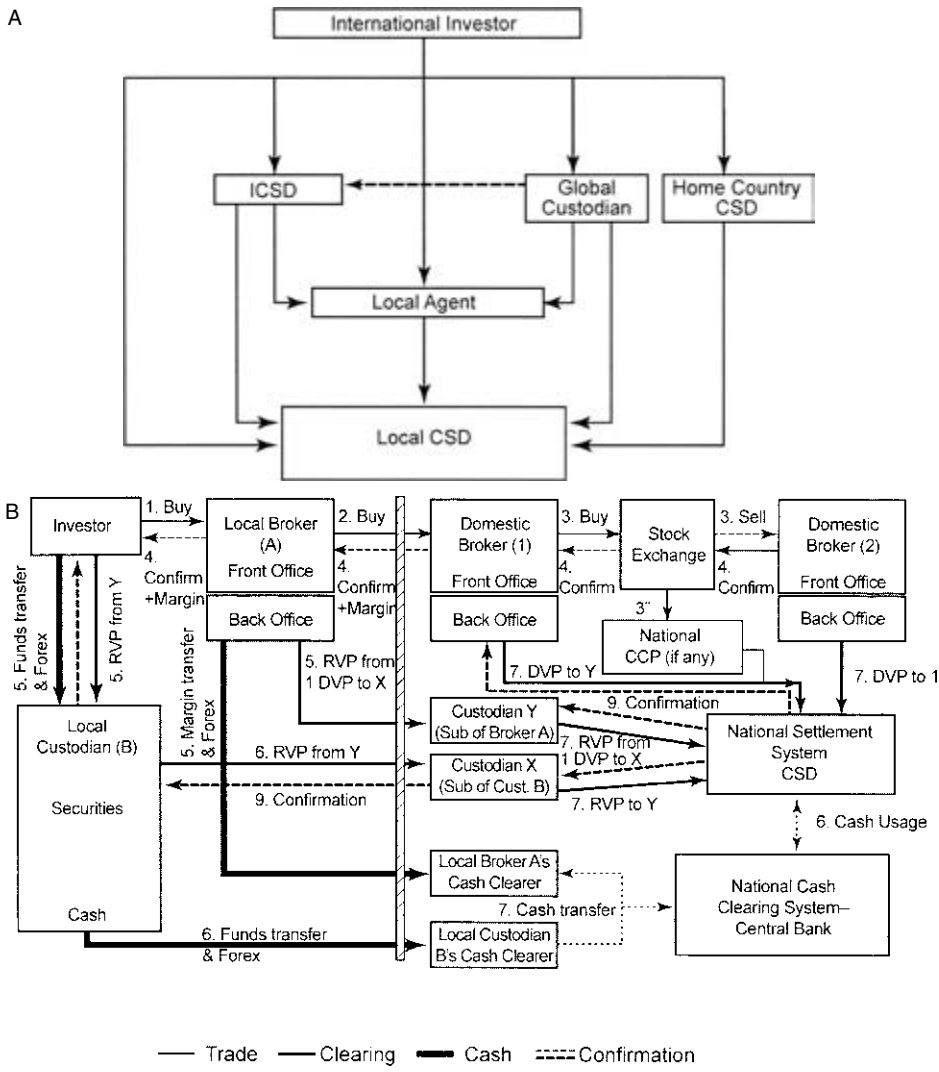 A
International Investor
ICSD
Global
Custodian
Home Country
CSD
Local Agent
Local CSD
B
Investor
1. Buy
4.
Confirm
+Margin
Local Broker
(A)
Front Office
Back Office
2. Buy
4.
Confirm
+Margin
Domestic
Broker (1)
Front Office
Back Office
3. Buy
4.
Confirm
Stock
Exchange
3. Sell
4.
Confirm
Domestic
Broker (2)
Front Office
Back Office
3"
National
CCP (if any)
5. Funds transfer
& Forex
5. RVP from Y
5. Margin transfer
& Forex
5. RVP from
1 DVP to X
7. DVP to Y
7. DVP to 1
9. Confirmation
Local
Custodian (B)
Securities
Cash
Custodian Y
(Sub of Broker A)
7. RVP from
1 DVP to X
National Settlement
System
CSD
6. RVP from Y
Custodian X
(Sub of Cust. B)
9. Confirmation
7. RVP to Y
6. Cash Usage
Local Broker A's
Cash Clearer
7. Cash transfer
National Cash
Clearing System–
Central Bank
6. Funds transfer
& Forex
Local Custodian
B's Cash Clearer
Trade
Clearing
Cash
Confirmation